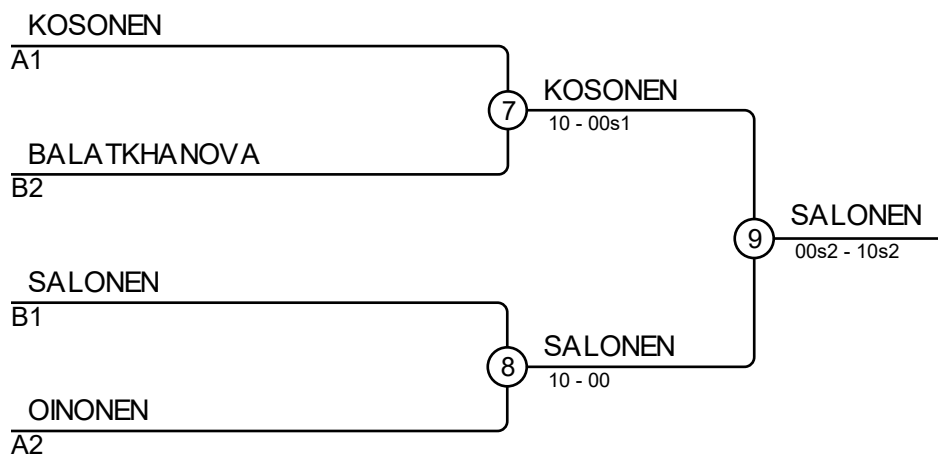 KOSONEN
A1
7
KOSONEN
10 - 00s1
BALATKHANOVA
B2
9
SALONEN
00s2 - 10s2
SALONEN
B1
8
SALONEN
10 - 00
OINONEN
A2